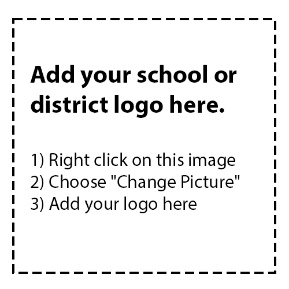 Add your school or
district logo here.
1) Right click on this image
2) Choose "Change Picture"
3) Add your logo here